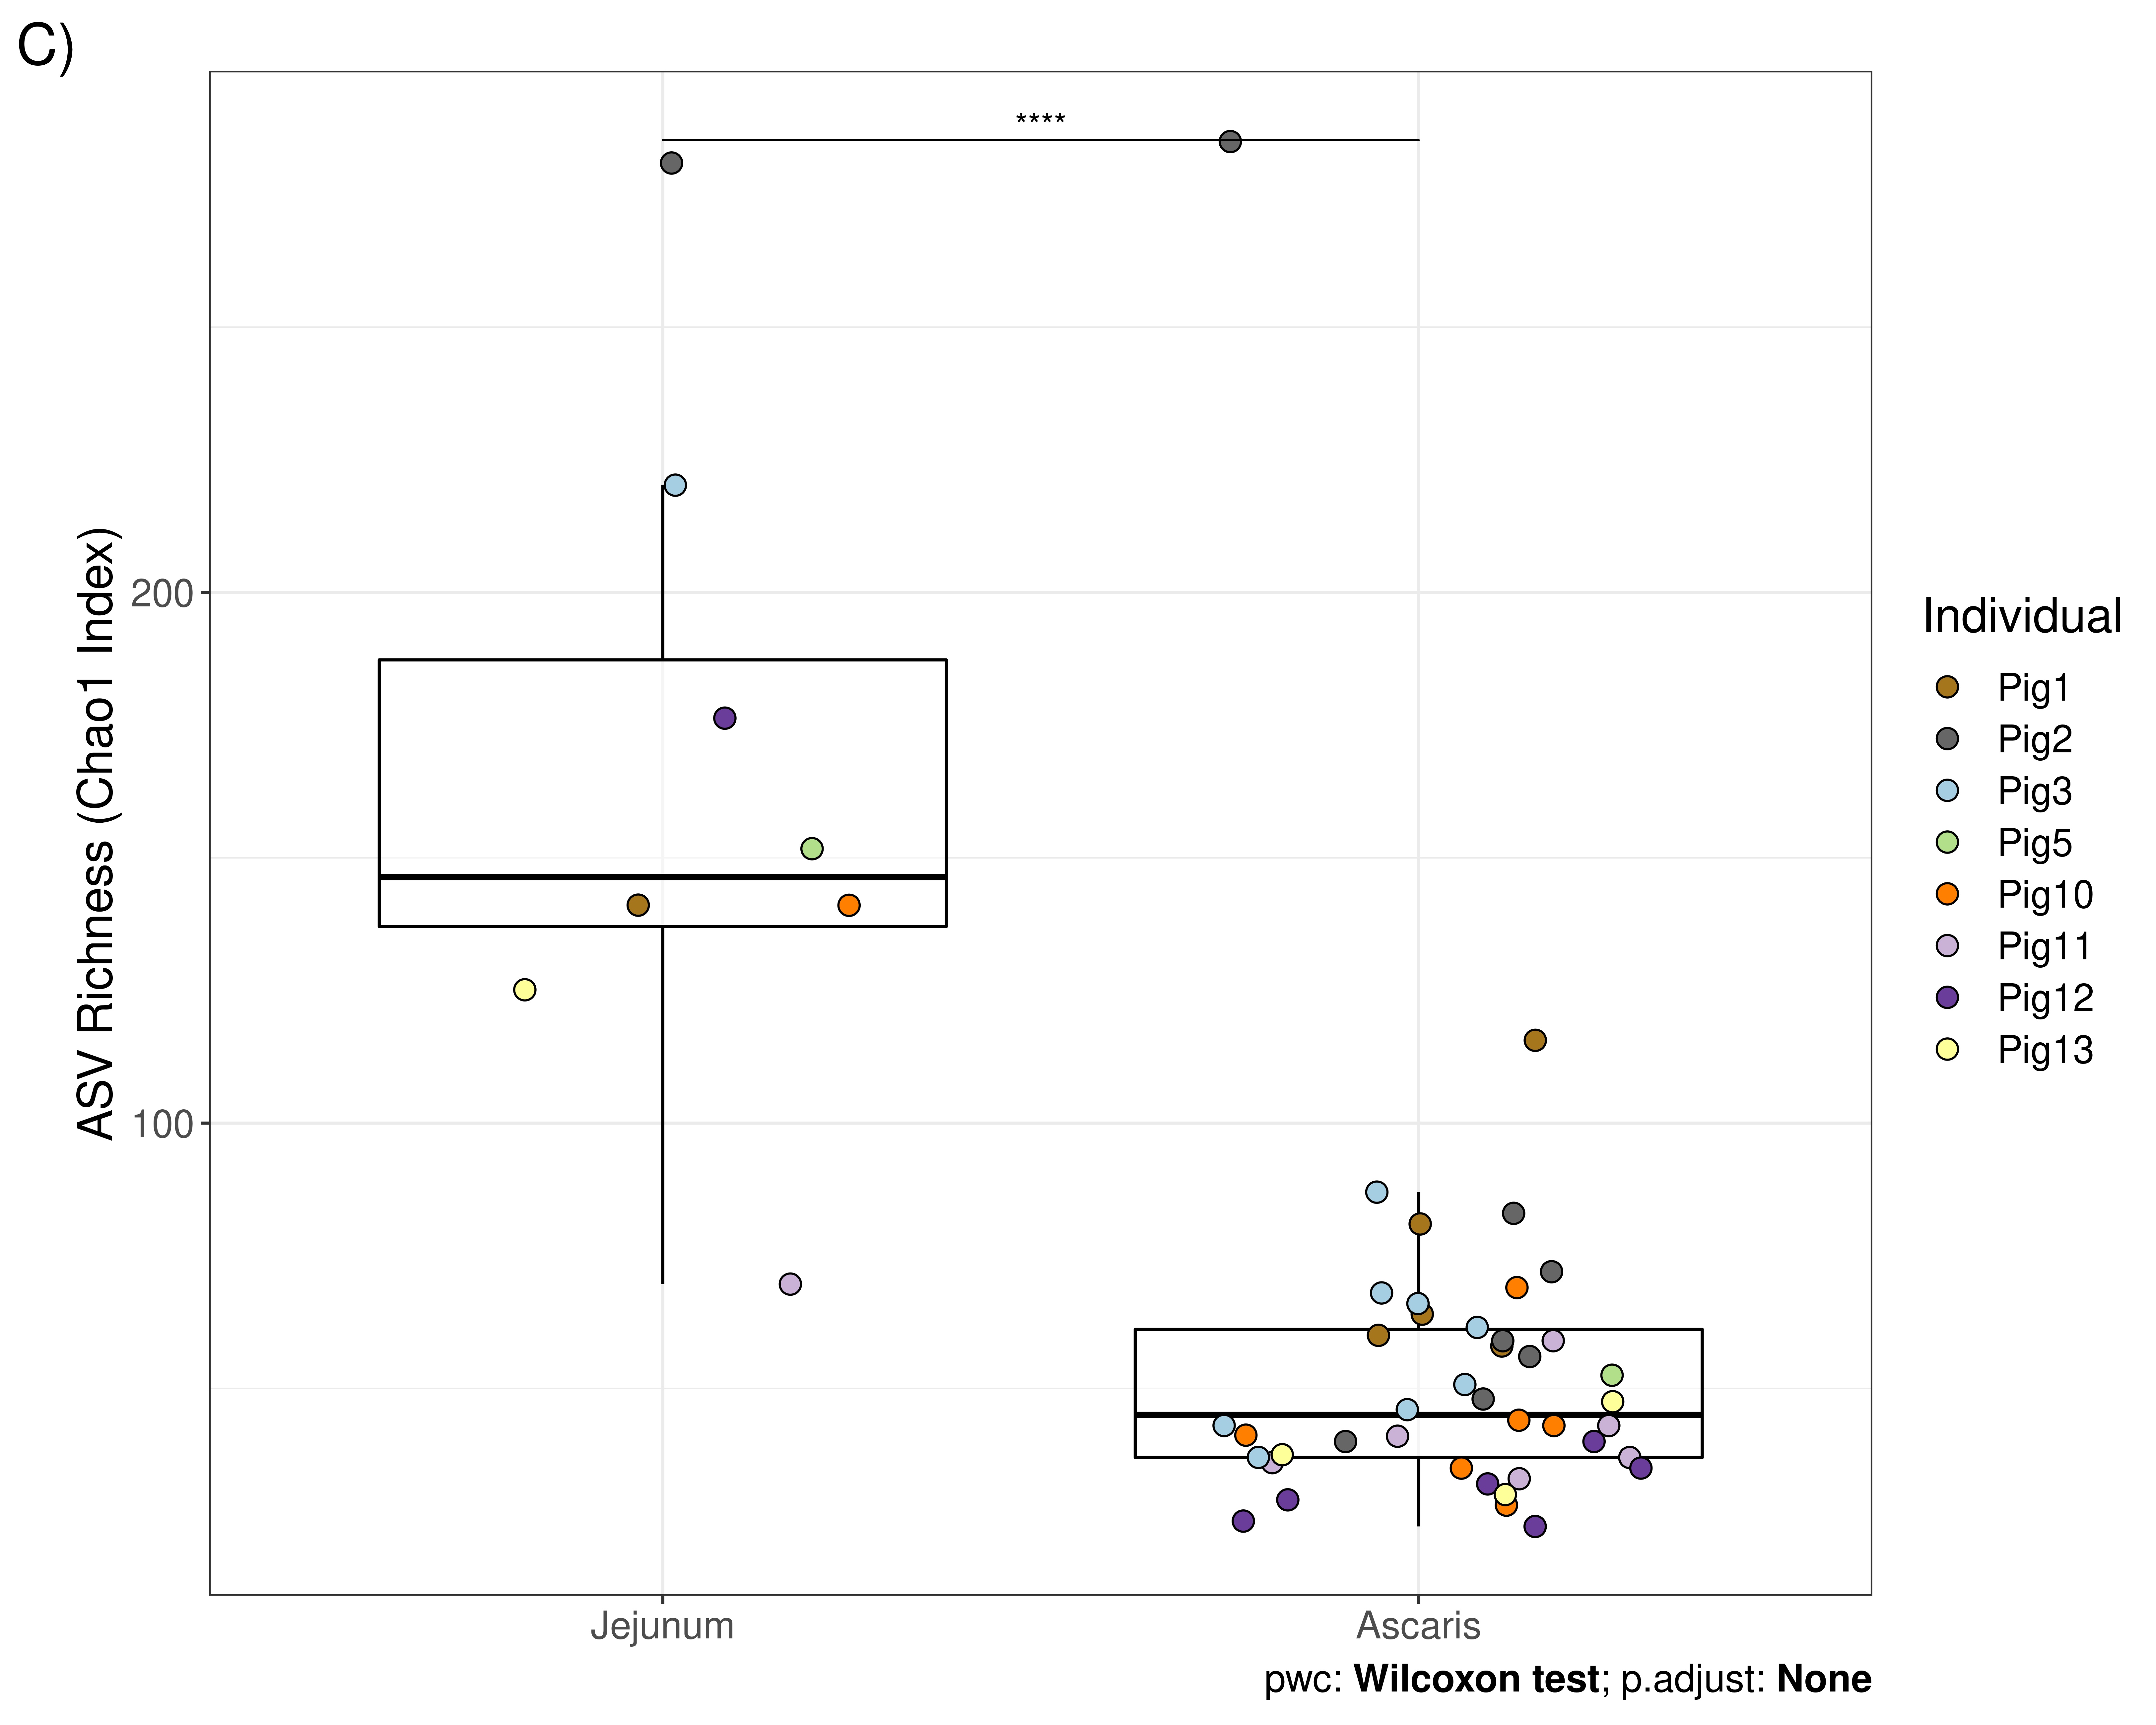 C)
****
ASV Richness (Chao1 Index)
200
100
Jejunum
Ascaris
pwc: Wilcoxon test; p.adjust: None
Individual
Pig1
Pig2
Pig3
Pig5
Pig10
Pig11
Pig12
Pig13